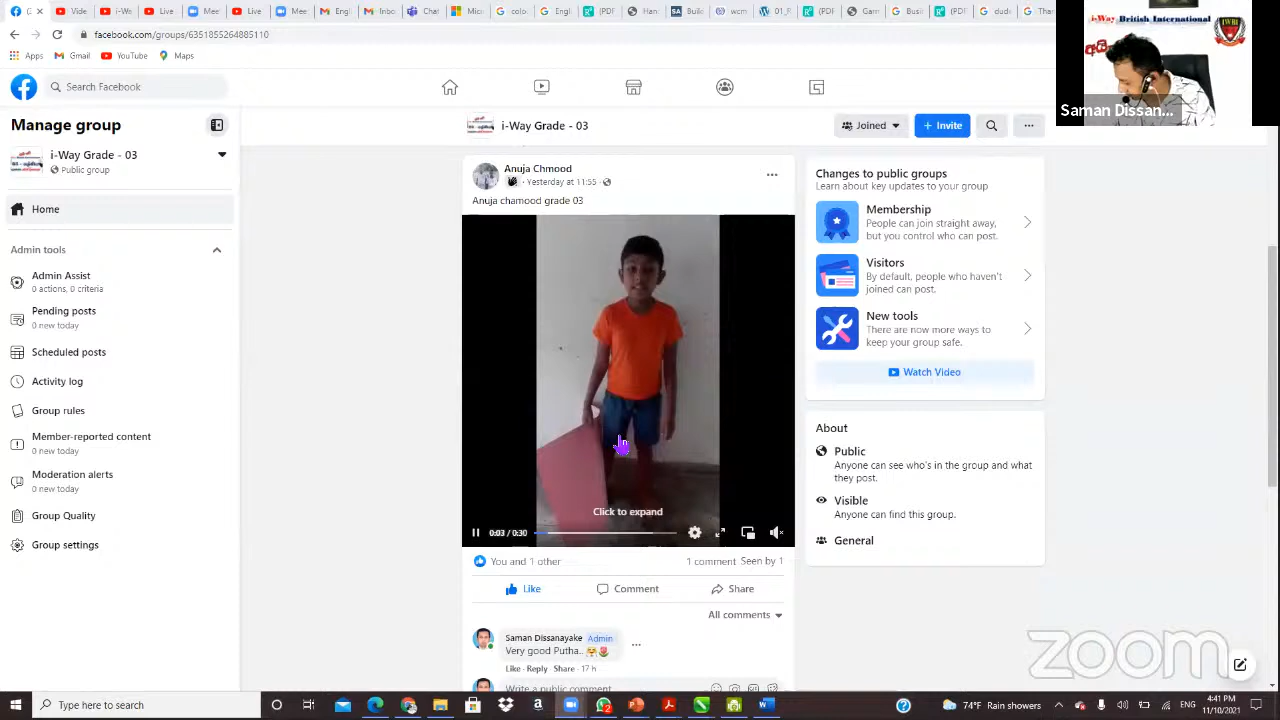 facebook.com/groups/635185526488511
Apps Gmail YouTube Maps
Search Facebook
i-Way British International
IWBI
අයි
Saman Dissan...
Manage group
i-Way Grade - 03
Public group
Home
Admin tools
Admin Assist
0 actions, 0 criteria
Pending posts
0 new today
Scheduled posts
Activity log
Group rules
Member-reported content
0 new today
Moderation alerts
0 new today
Group Quality
Group settings
i-Way Grade - 03
Joined
+ Invite
Anuja Chmood
Yesterday at 11:55
Anuja chamood grade 03
Click to expand
0:03 / 0:30
You and 1 other 1 comment Seen by 1
Like Comment Share
All comments
Saman Dissanayake Admin
Very good Putha..
Like · Reply · Share · 17 h
Write a public comment
Changes to public groups
Learn about key updates to your group
Membership
People can join straight away,
but you control who can post.
Visitors
By default, people who haven't
joined can post.
New tools
There are now more ways to
keep your group safe.
Watch Video
About
Public
Anyone can see who's in the group and what
they post.
Visible
Anyone can find this group.
General
zoom
Type here to search
74°F Rain showers
4:41 PM
11/10/2021